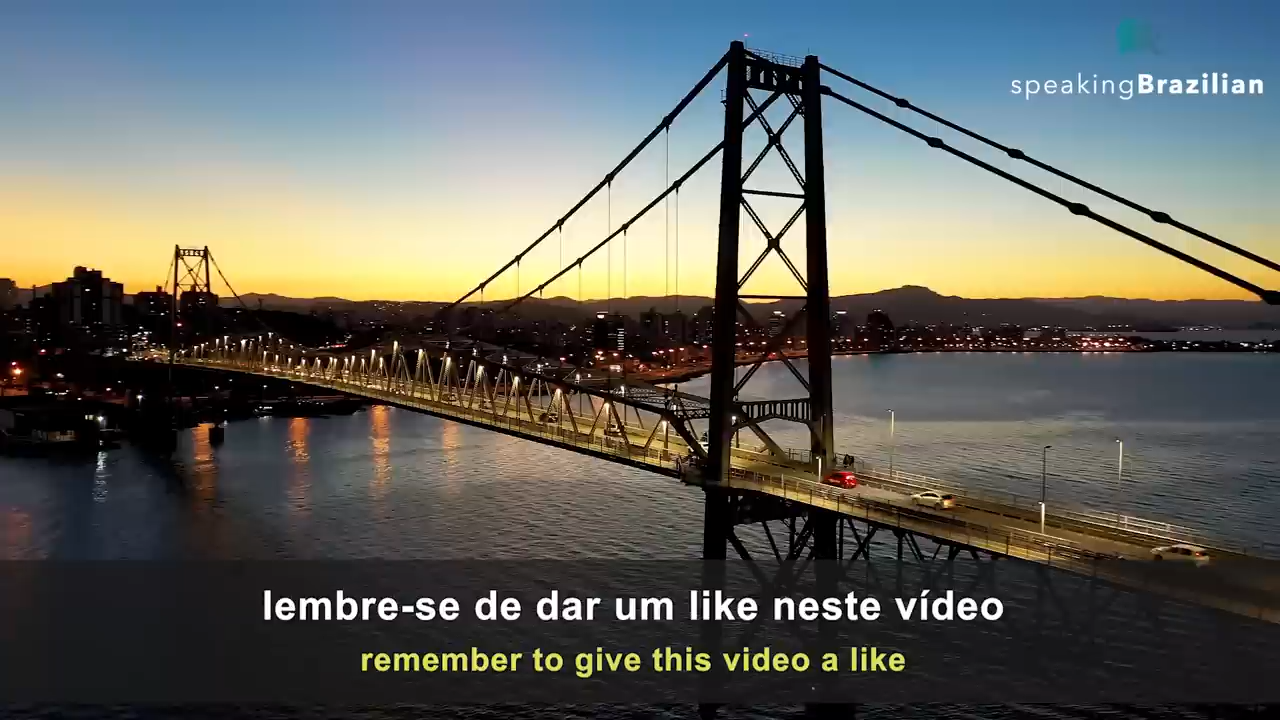 speakingBrazilian
lembre-se de dar um like neste vídeo
remember to give this video a like